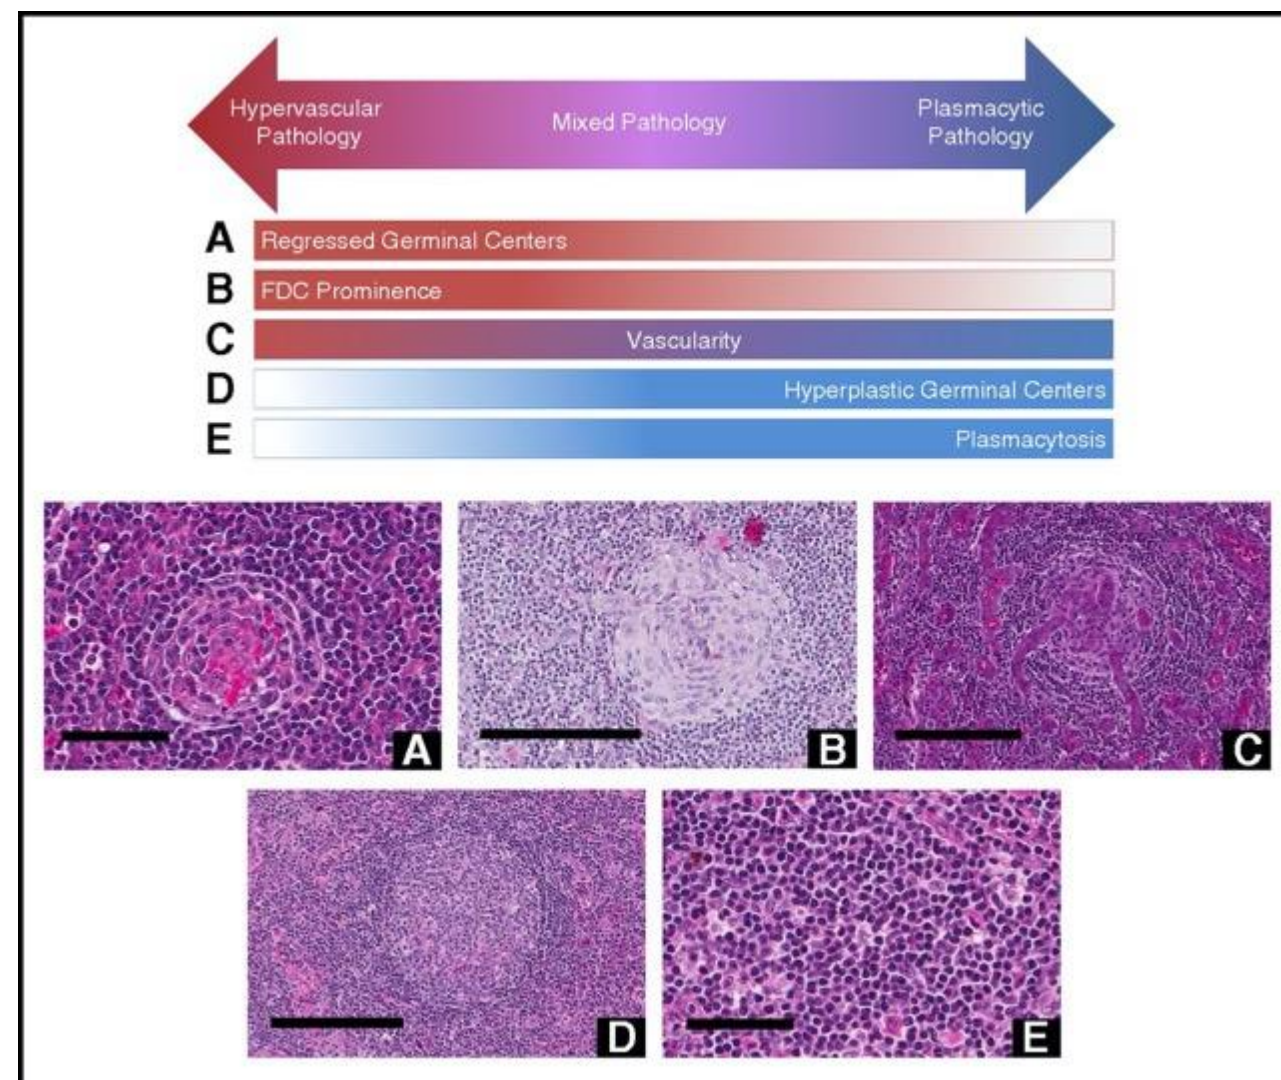 Hypervascular
Pathology
Mixed Pathology
Plasmacytic
Pathology
A Regressed Germinal Centers
B FDC Prominence
C Vascularity
D Hyperplastic Germinal Centers
E Plasmacytosis
A
B
C
D
E